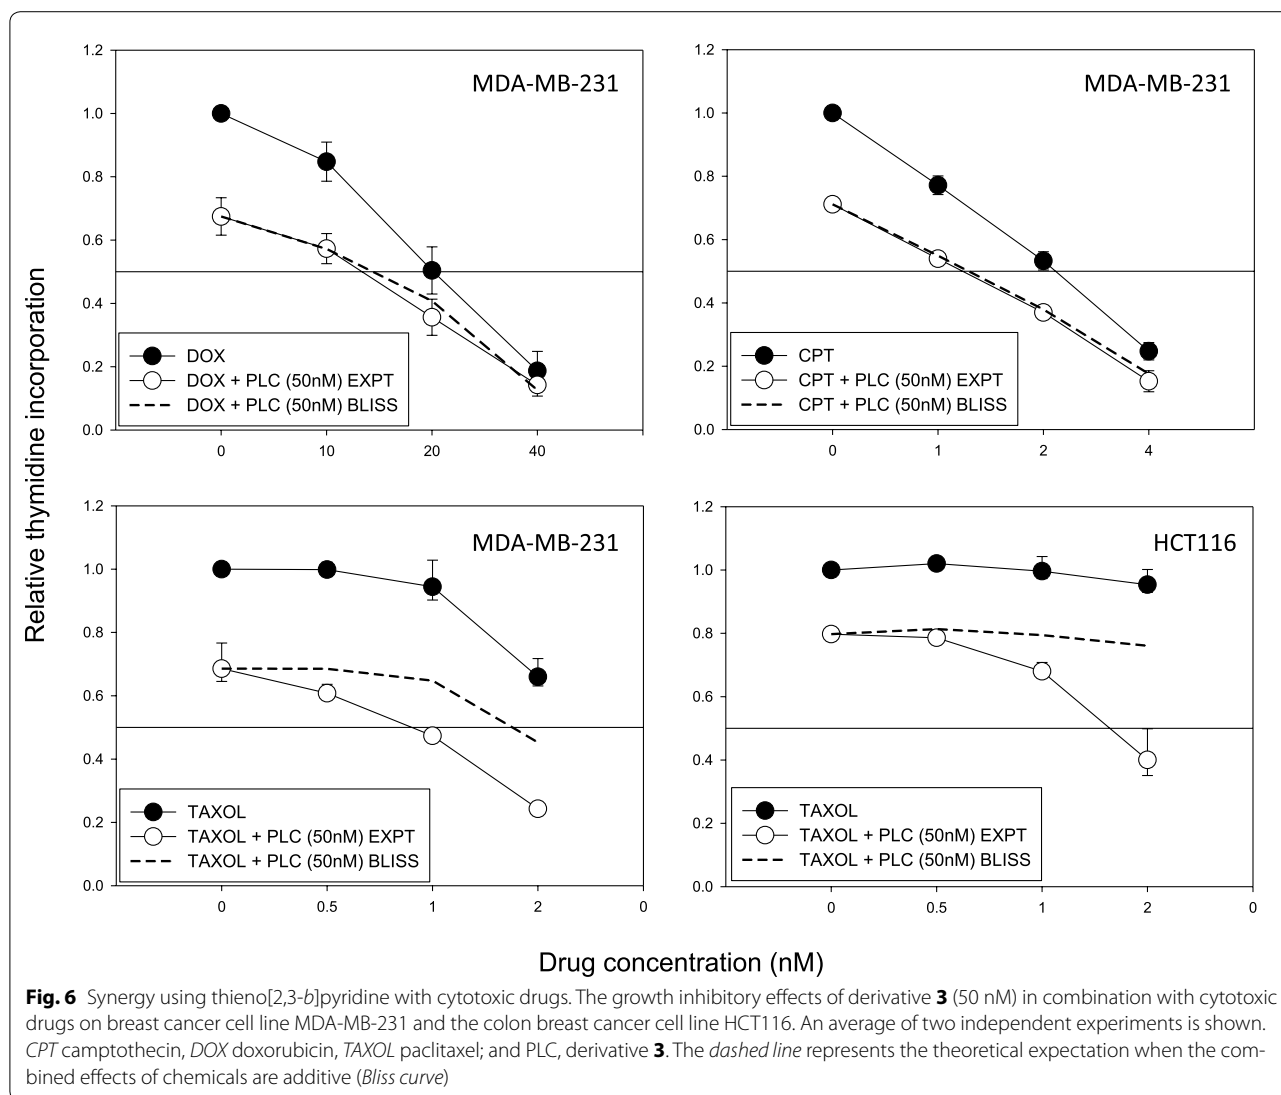 Relative thymidine incorporation
1.2
1.0
0.8
0.6
0.4
0.2
0.0
MDA-MB-231
DOX
DOX + PLC (50nM) EXPT
DOX + PLC (50nM) BLISS
0 10 20 40
1.2
1.0
0.8
0.6
0.4
0.2
0.0
MDA-MB-231
CPT
CPT + PLC (50nM) EXPT
CPT + PLC (50nM) BLISS
0 1 2 4
1.2
1.0
0.8
0.6
0.4
0.2
0.0
MDA-MB-231
TAXOL
TAXOL + PLC (50nM) EXPT
TAXOL + PLC (50nM) BLISS
0 0.5 1 2 0
1.2
1.0
0.8
0.6
0.4
0.2
0.0
HCT116
TAXOL
TAXOL + PLC (50nM) EXPT
TAXOL + PLC (50nM) BLISS
0 0.5 1 2 0
Drug concentration (nM)
Fig. 6 Synergy using thieno[2,3-b]pyridine with cytotoxic drugs. The growth inhibitory effects of derivative 3 (50 nM) in combination with cytotoxic
drugs on breast cancer cell line MDA-MB-231 and the colon breast cancer cell line HCT116. An average of two independent experiments is shown.
CPT camptothecin, DOX doxorubicin, TAXOL paclitaxel; and PLC, derivative 3. The dashed line represents the theoretical expectation when the com-
bined effects of chemicals are additive (Bliss curve)